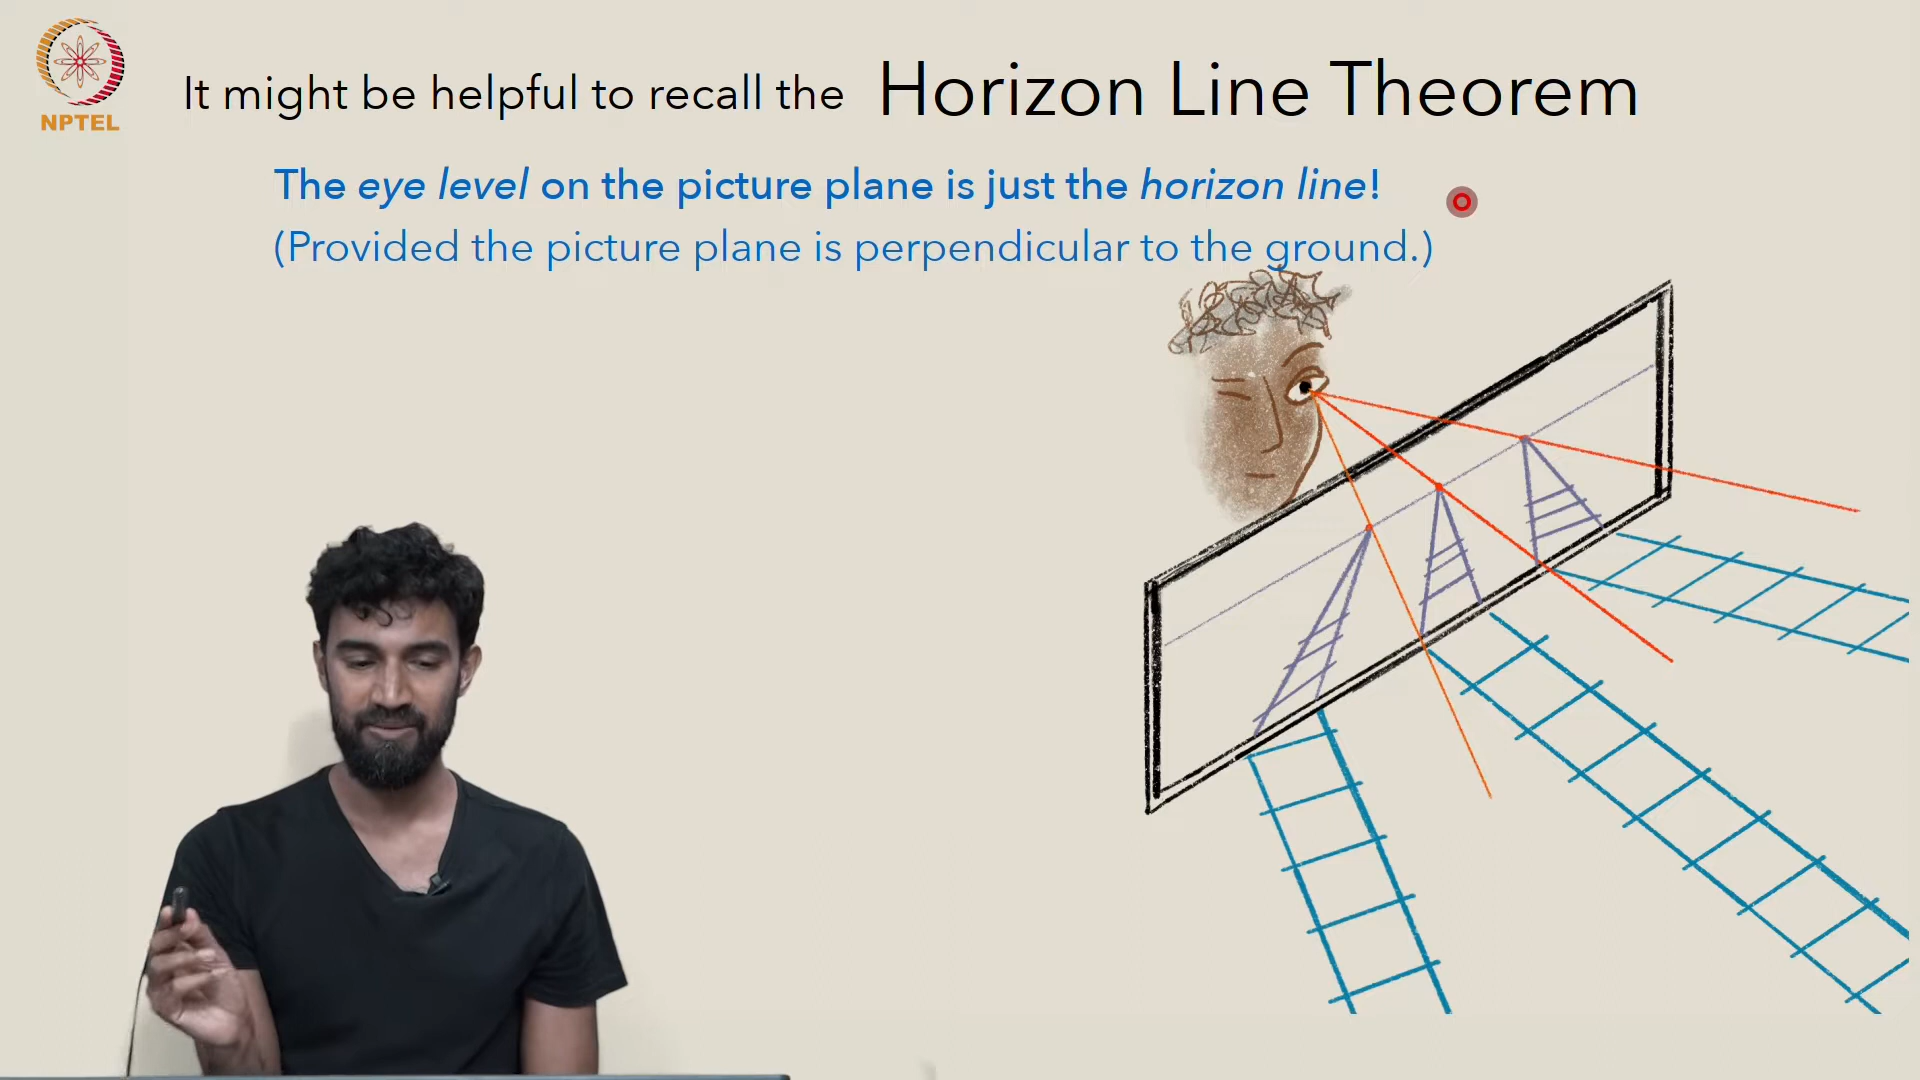 NPTEL
It might be helpful to recall the Horizon Line Theorem
The eye level on the picture plane is just the horizon line!
(Provided the picture plane is perpendicular to the ground.)